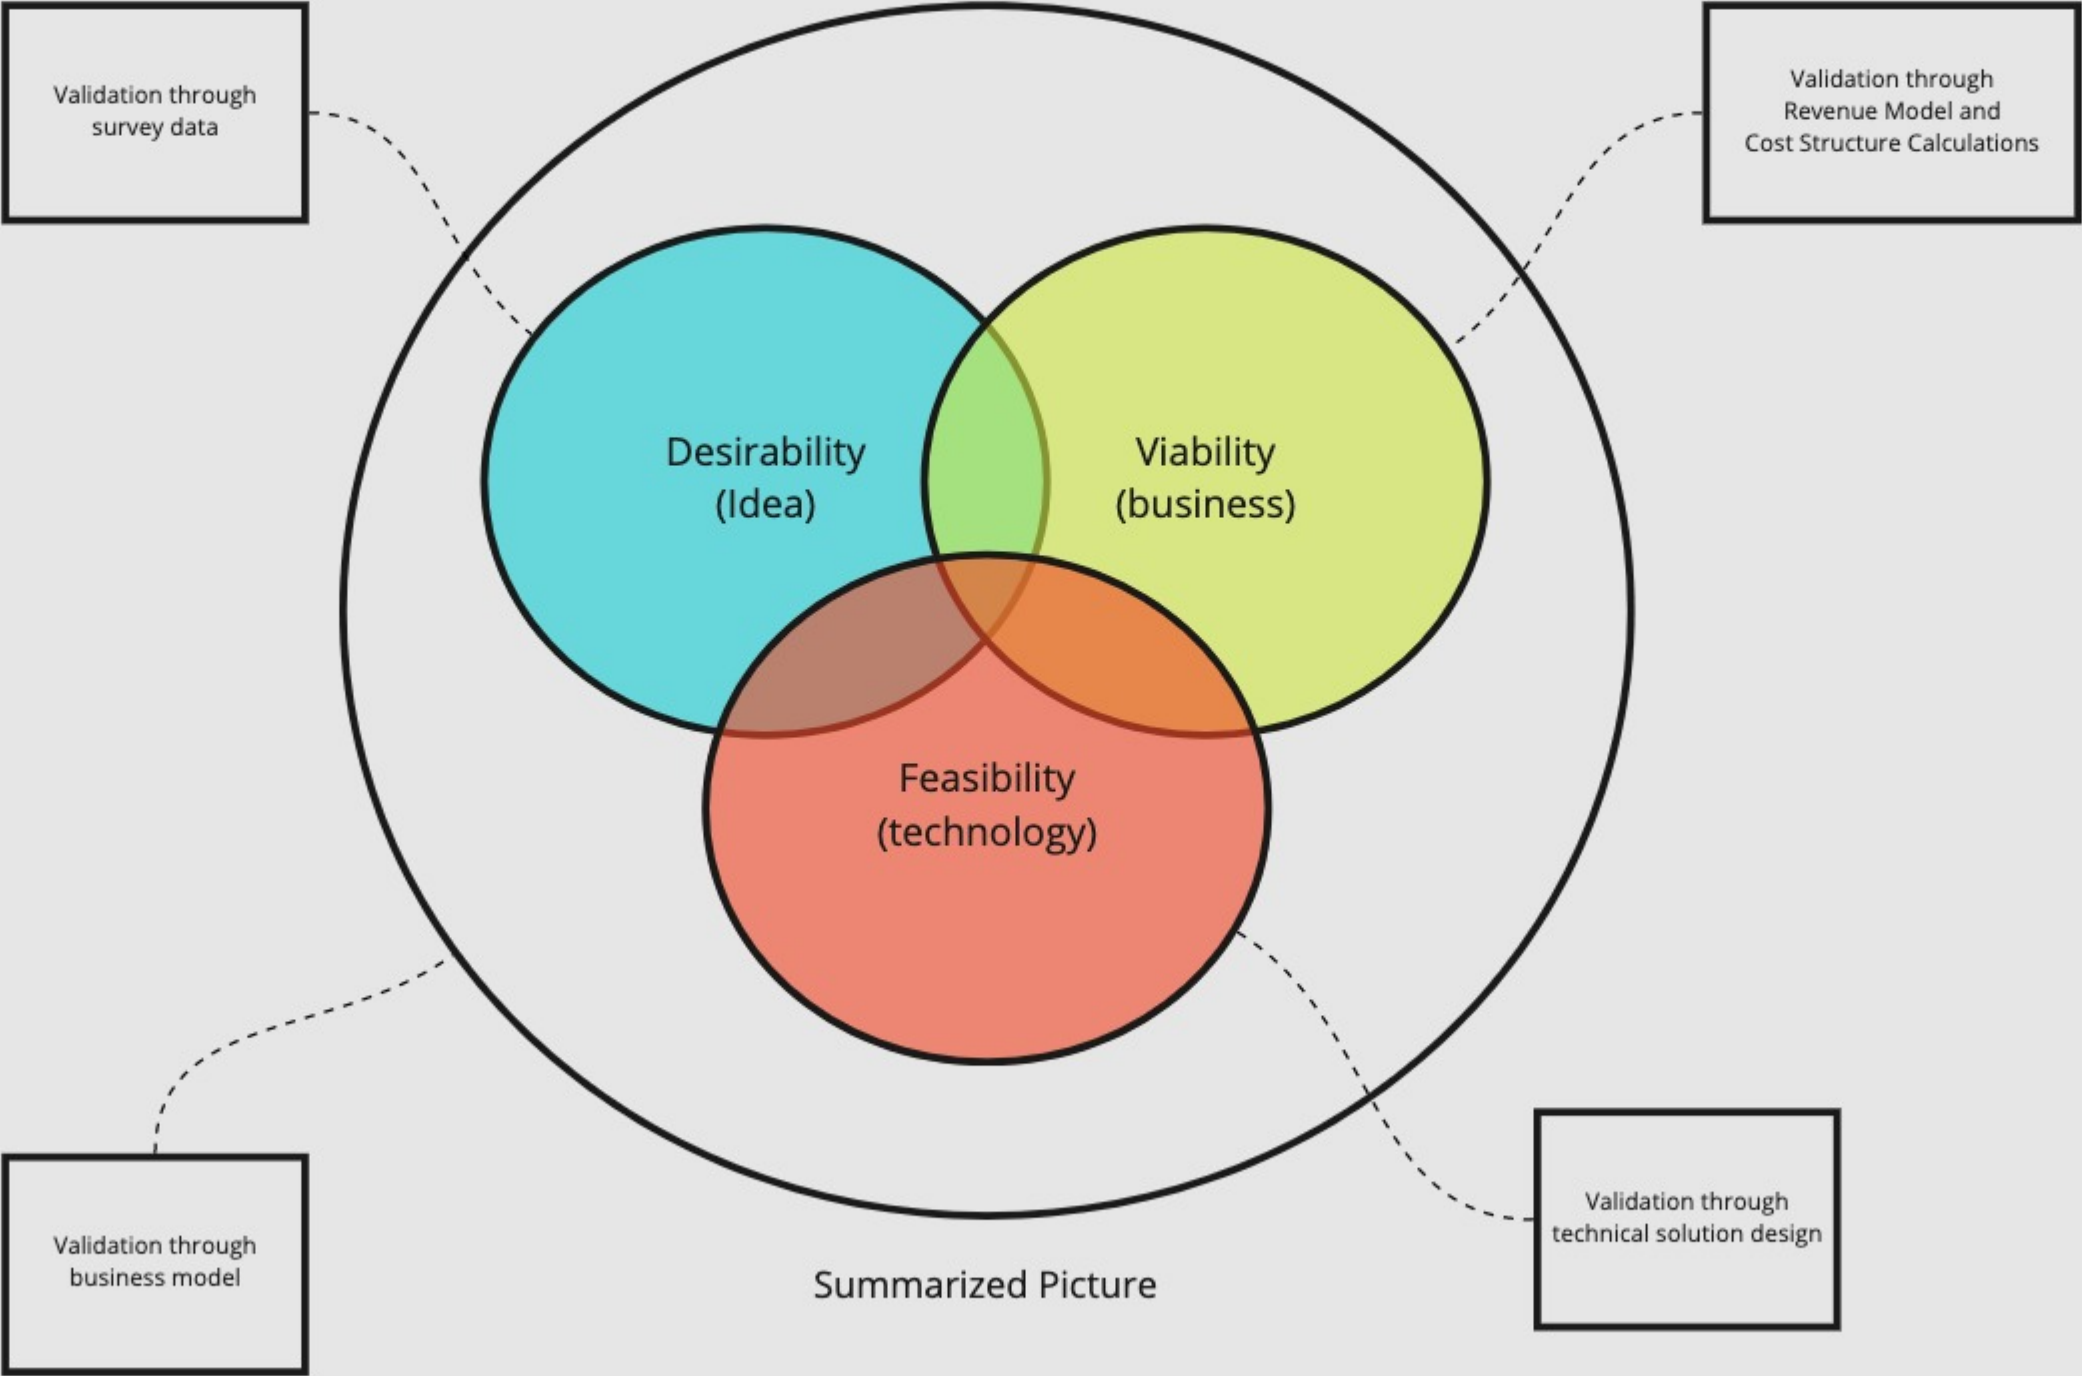 Validation through
survey data
Validation through
Revenue Model and
Cost Structure Calculations
Desirability
(Idea)
Viability
(business)
Feasibility
(technology)
Validation through
business model
Validation through
technical solution design
Summarized Picture